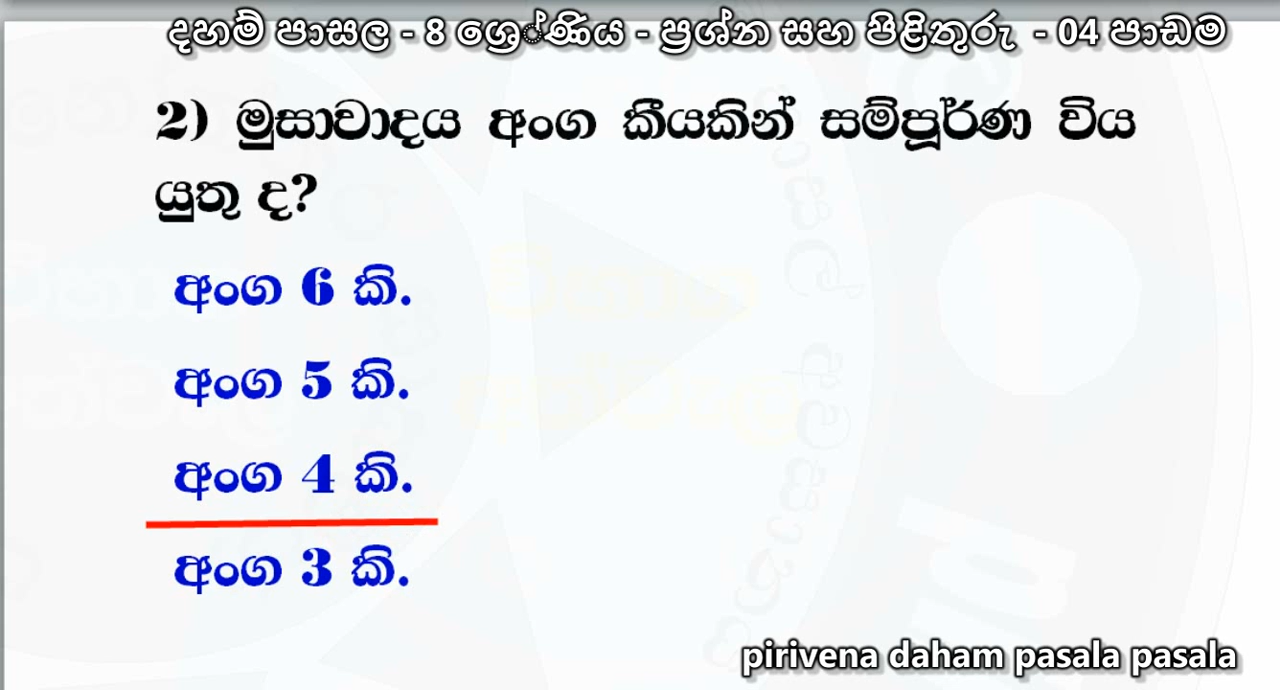 දහම් පාසල - 8 ශ්‍රේණිය - ප්‍රශ්න සහ පිළිතුරු - 04 පාඩම
2) මුසාවාදය අංග කීයකින් සම්පූර්ණ විය
යුතු ද?
අංග 6 කි.
අංග 5 කි.
අංග 4 කි.
අංග 3 කි.
pirivena daham pasala pasala